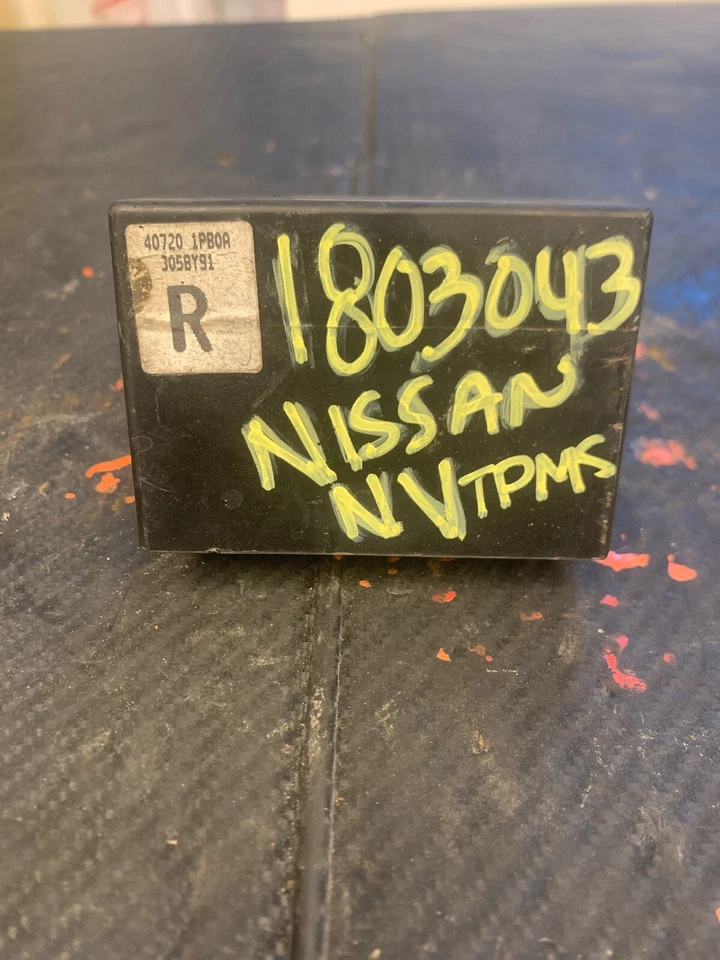 40720 1PB0A
305BY91
R
1803043
NISSAN
NV TPMS